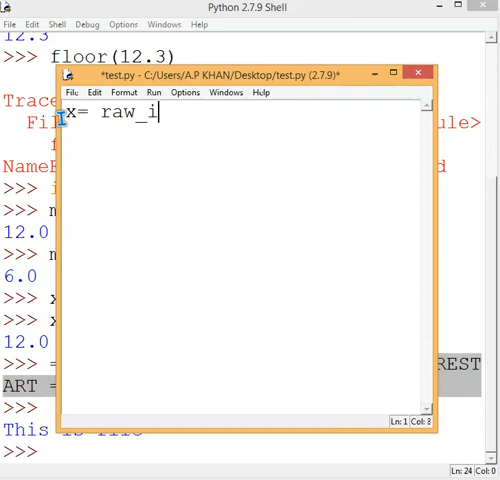 Python 2.7.9 Shell
File Edit Shell Debug Options Windows Help
12.3
>>> floor(12.3)
*test.py - C:/Users/A.P KHAN/Desktop/test.py (2.7.9)*
File Edit Format Run Options Windows Help
x= raw_i
Trace
Fil ule>
f
NameE d
>>> i
>>> m
12.0
>>> m
6.0
>>> x
>>> x
12.0
>>> = REST
ART =
>>>
This is file
>>>
Ln: 1 Col: 8
Ln: 24 Col: 0